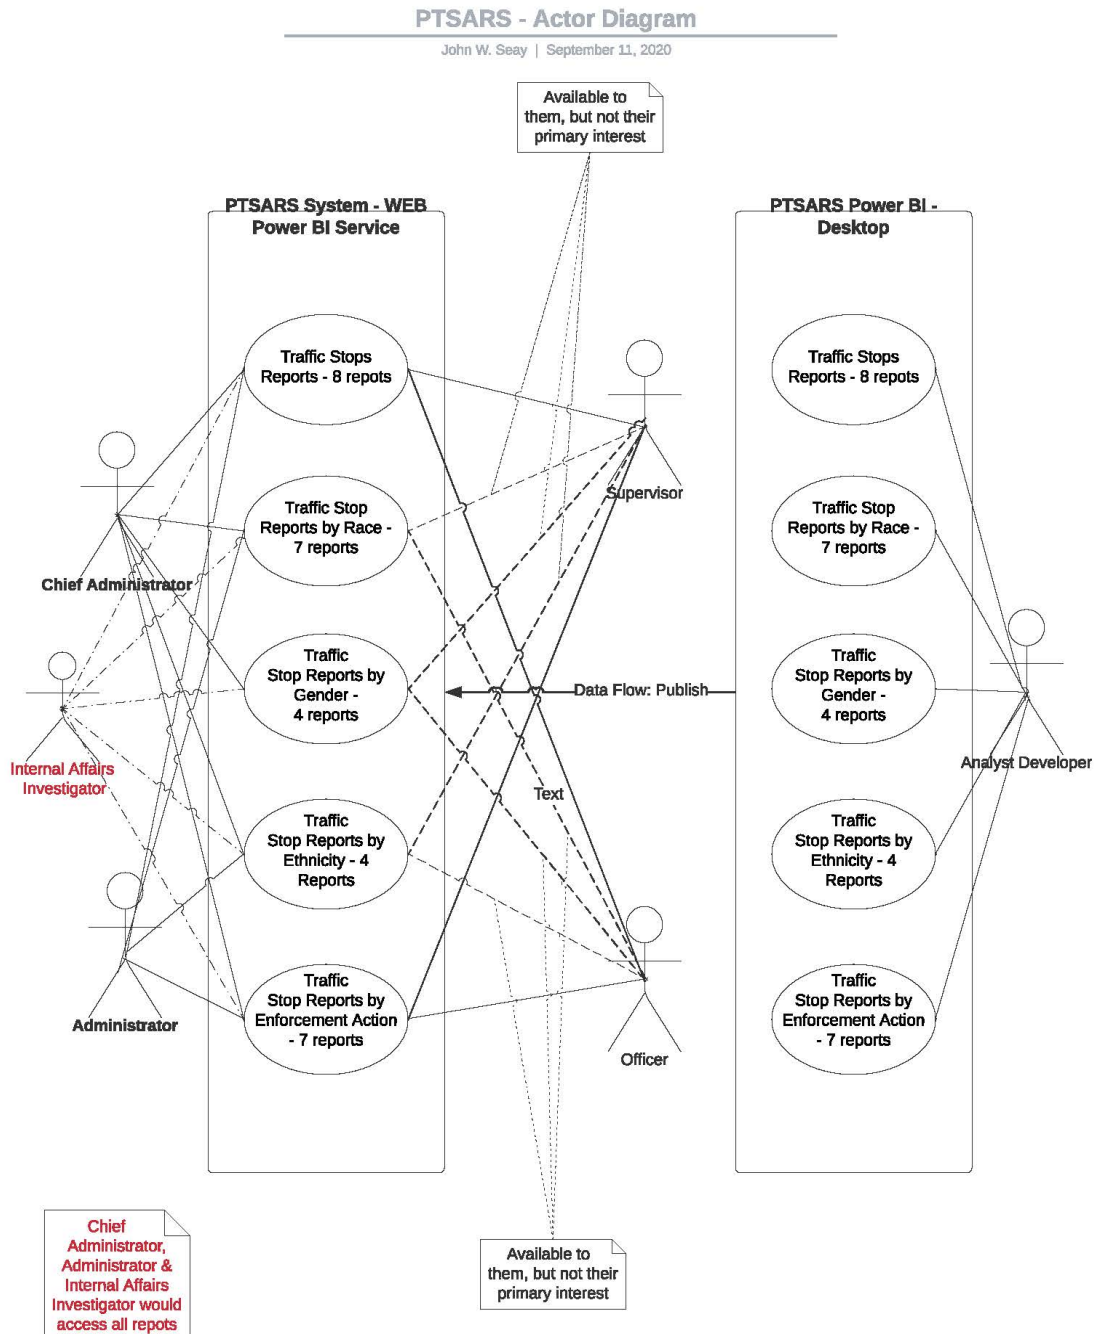 PTSARS - Actor Diagram
John W. Seay | September 11, 2020
Available to
them, but not their
primary interest
PTSARS System - WEB
Power BI Service
PTSARS Power BI -
Desktop
Traffic Stops
Reports - 8 repots
Traffic Stop
Reports by Race -
7 reports
Traffic
Stop Reports by
Gender -
4 reports
Traffic
Stop Reports by
Ethnicity - 4
Reports
Traffic
Stop Reports by
Enforcement Action
- 7 reports
Chief Administrator
Internal Affairs
Investigator
Administrator
Supervisor
Data Flow: Publish
Text
Officer
Traffic Stops
Reports - 8 repots
Traffic Stop
Reports by Race -
7 reports
Traffic
Stop Reports by
Gender -
4 reports
Traffic
Stop Reports by
Ethnicity - 4
Reports
Traffic
Stop Reports by
Enforcement Action
- 7 reports
Analyst Developer
Chief
Administrator,
Administrator &
Internal Affairs
Investigator would
access all repots
Available to
them, but not their
primary interest